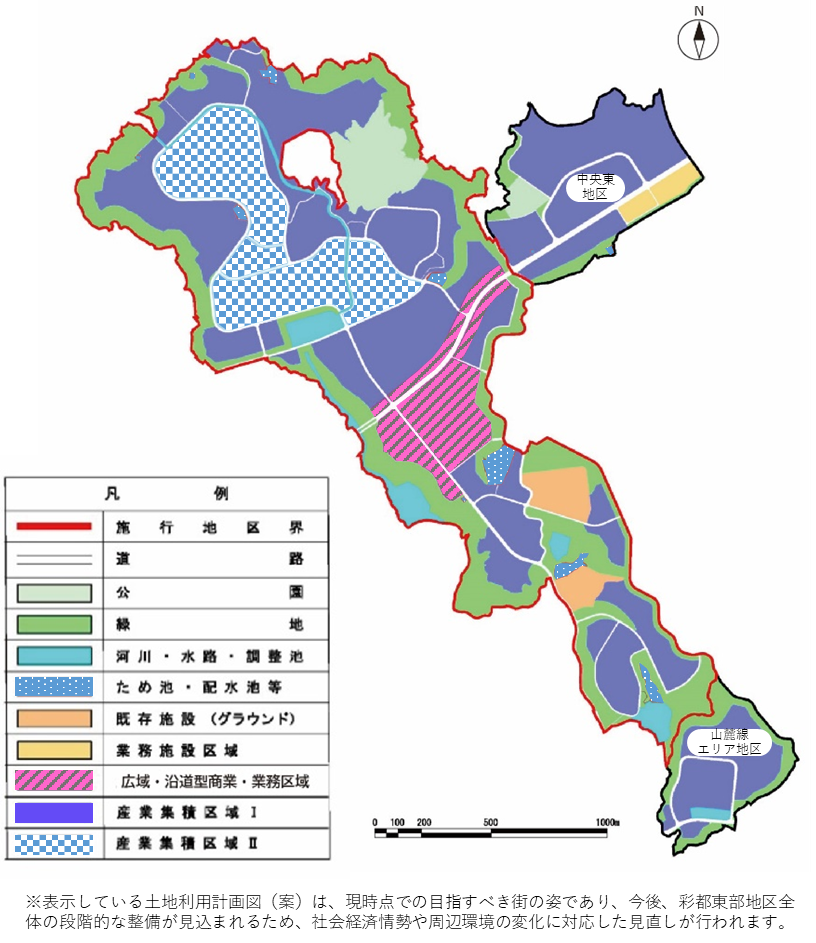 N
中央東
地区
凡例
施行地区界
道路
公園
緑地
河川・水路・調整池
ため池・配水池等
既存施設（グラウンド）
業務施設区域
広域・沿道型商業・業務区域
産業集積区域Ⅰ
産業集積区域Ⅱ
山麓線
エリア地区
0 100 200 500 1000m
※表示している土地利用計画図（案）は、現時点での目指すべき街の姿であり、今後、彩都東部地区全
体の段階的な整備が見込まれるため、社会経済情勢や周辺環境の変化に対応した見直しが行われます。